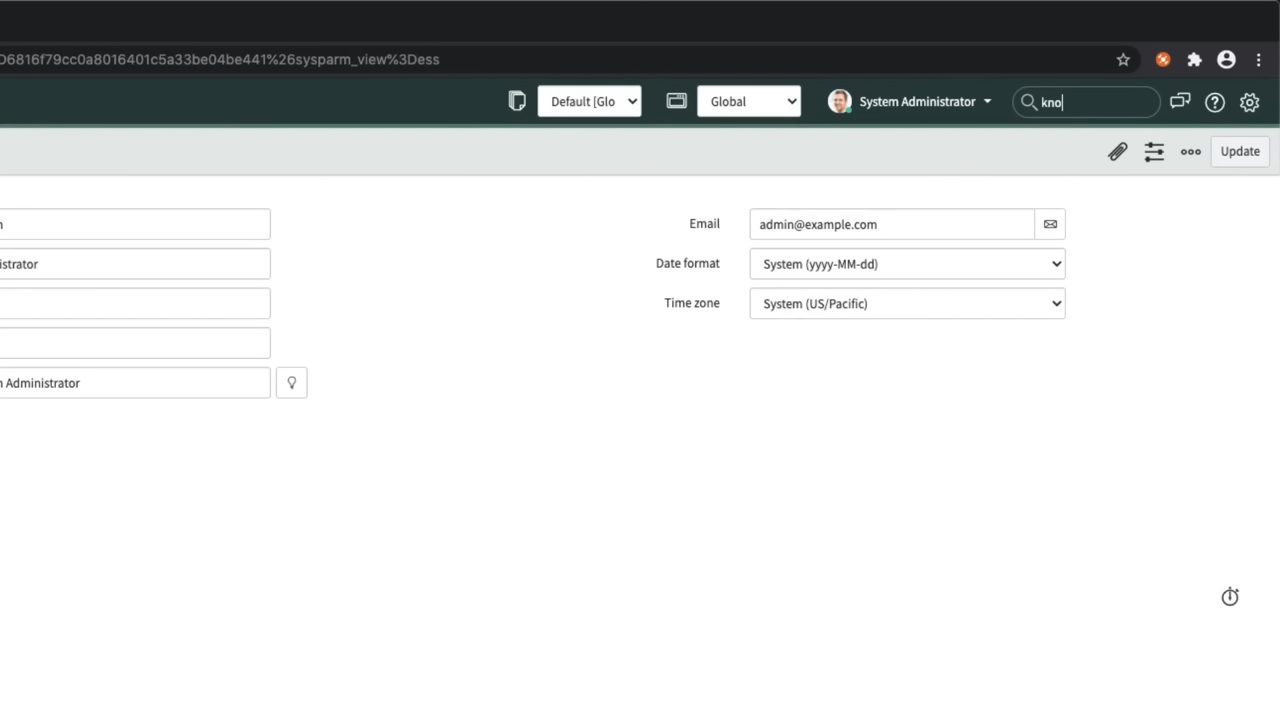 D6816f79cc0a8016401c5a33be04be441%26sysparm_view%3Dess
Default [Glo
Global
System Administrator
kno
Update
Email
admin@example.com
istrator
Date format
System (yyyy-MM-dd)
Time zone
System (US/Pacific)
n Administrator